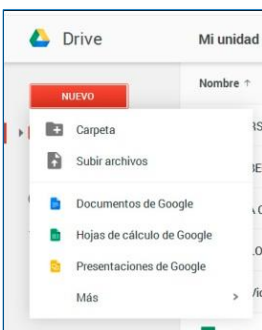 Drive
Mi unidad
Nombre ↑
NUEVO
Carpeta
Subir archivos
Documentos de Google
Hojas de cálculo de Google
Presentaciones de Google
Más >